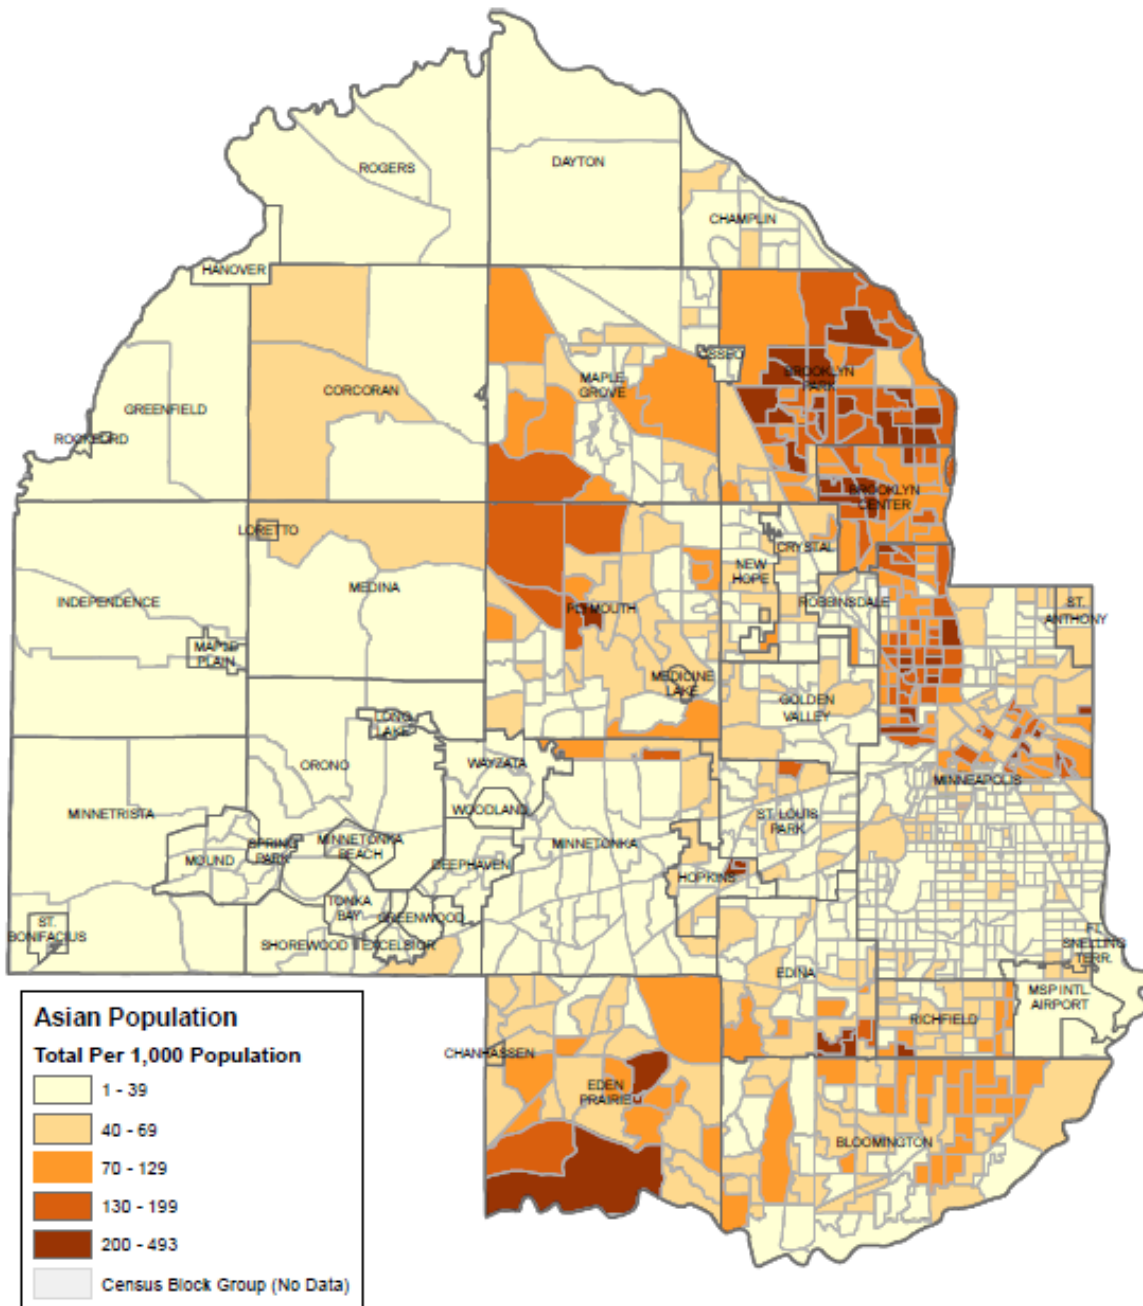 ROGERS
DAYTON
CHAMPLIN
HANOVER
OSSEO
MAPLE
GROVE
BROOKLYN
PARK
CORCORAN
GREENFIELD
ROCKFORD
BROOKLYN
CENTER
LORETTO
CRYSTAL
NEW
HOPE
MEDINA
INDEPENDENCE
PLYMOUTH
ROBBINSDALE
ST.
ANTHONY
MAPLE
PLAIN
MEDICINE
LAKE
GOLDEN
VALLEY
LONG
LAKE
ORONO
WAYZATA
MINNEAPOLIS
MINNETRISTA
WOODLAND
ST. LOUIS
PARK
SPRING
PARK
MINNETONKA
BEACH
MINNETONKA
MOUND
DEEPHAVEN
HOPKINS
TONKA
BAY
GREENWOOD
ST.
BONIFACIUS
SHOREWOOD
EXCELSIOR
FT.
SNELLING
TERR.
EDINA
MSP INTL.
AIRPORT
RICHFIELD
CHANHASSEN
EDEN
PRAIRIE
BLOOMINGTON
Asian Population
Total Per 1,000 Population
1 - 39
40 - 69
70 - 129
130 - 199
200 - 493
Census Block Group (No Data)